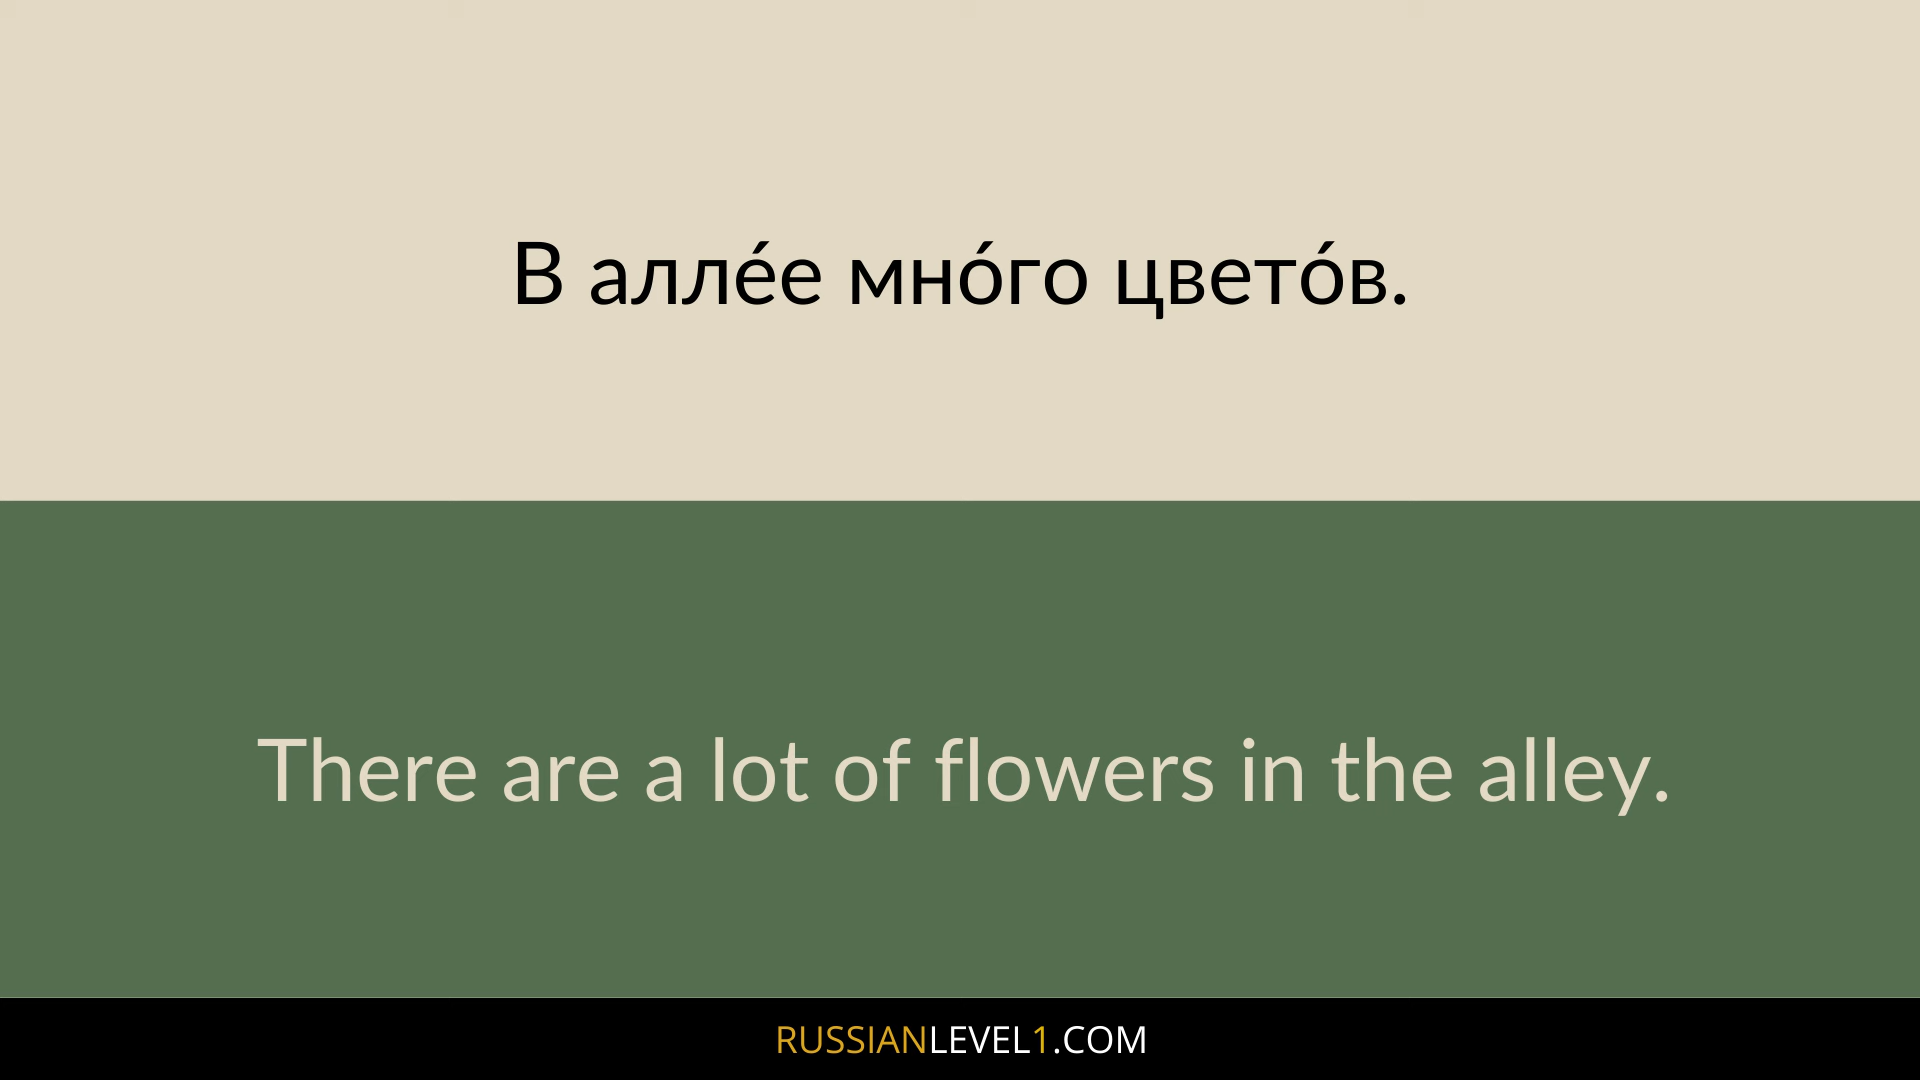 В алле́е мно́го цвето́в.
There are a lot of flowers in the alley.
RUSSIANLEVEL1.COM